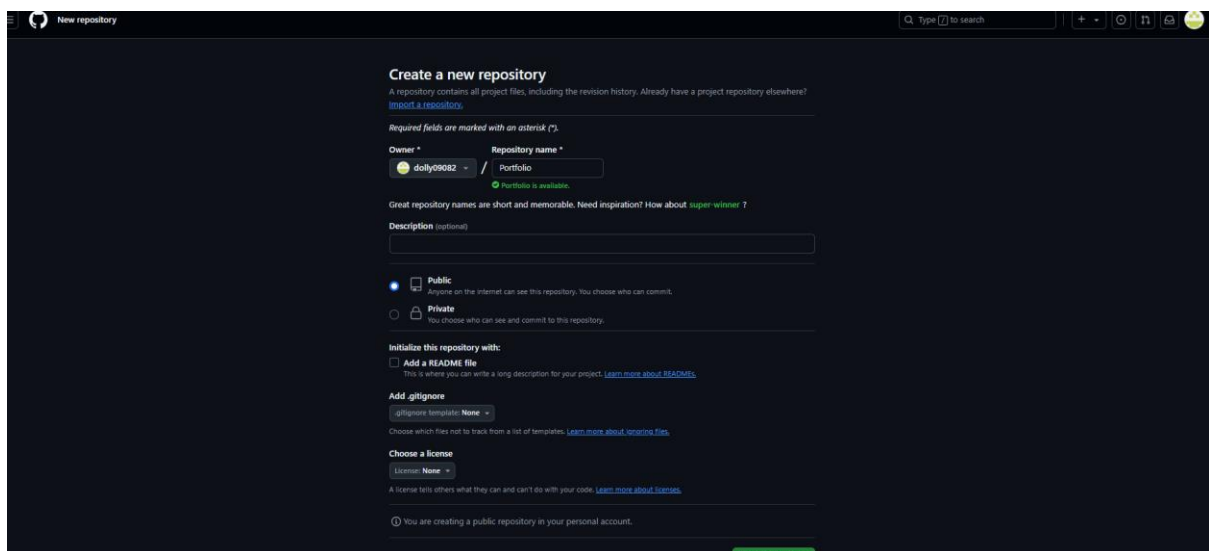 New repository
Type / to search
Create a new repository
A repository contains all project files, including the revision history. Already have a project repository elsewhere?
Import a repository.
Required fields are marked with an asterisk (*).
Owner *
Repository name *
dolly09082 / Portfolio
Portfolio is available.
Great repository names are short and memorable. Need inspiration? How about super-winner ?
Description (optional)
Public
Anyone on the internet can see this repository. You choose who can commit.
Private
You choose who can see and commit to this repository.
Initialize this repository with:
Add a README file
This is where you can write a long description for your project. Learn more about READMEs.
Add .gitignore
.gitignore template: None
Choose which files not to track from a list of templates. Learn more about ignoring files.
Choose a license
License: None
A license tells others what they can and can't do with your code. Learn more about licenses.
You are creating a public repository in your personal account.